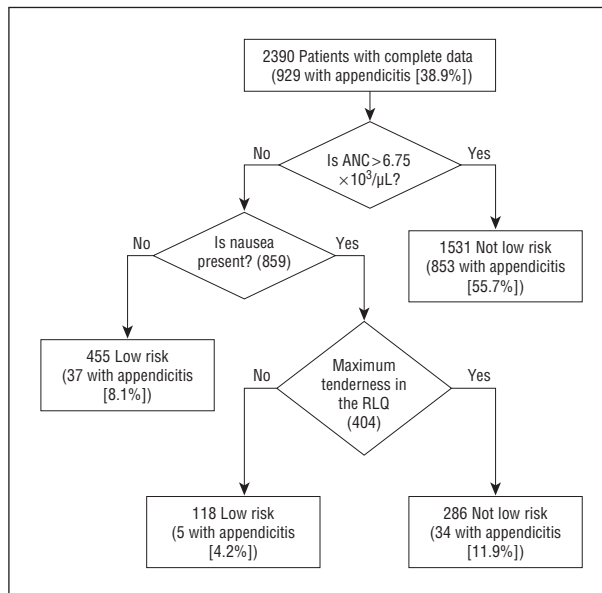 2390 Patients with complete data
(929 with appendicitis [38.9%])
No
Is ANC>6.75
×10³/μL?
Yes
No
Is nausea
present? (859)
Yes
1531 Not low risk
(853 with appendicitis
[55.7%])
455 Low risk
(37 with appendicitis
[8.1%])
No
Maximum
tenderness in
the RLQ
(404)
Yes
118 Low risk
(5 with appendicitis
[4.2%])
286 Not low risk
(34 with appendicitis
[11.9%])